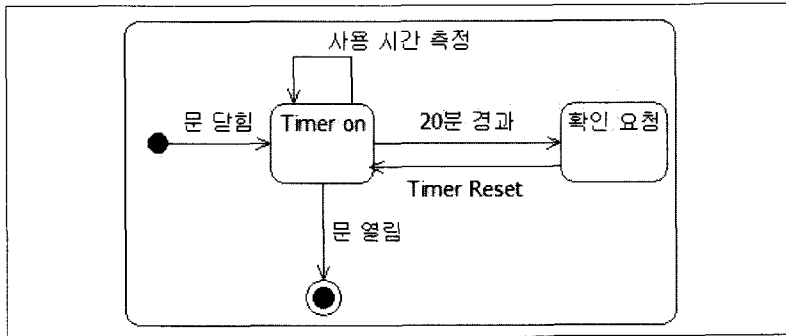 사용 시간 측정
문 닫힘
Timer on
20분 경과
확인 요청
Timer Reset
문 열림